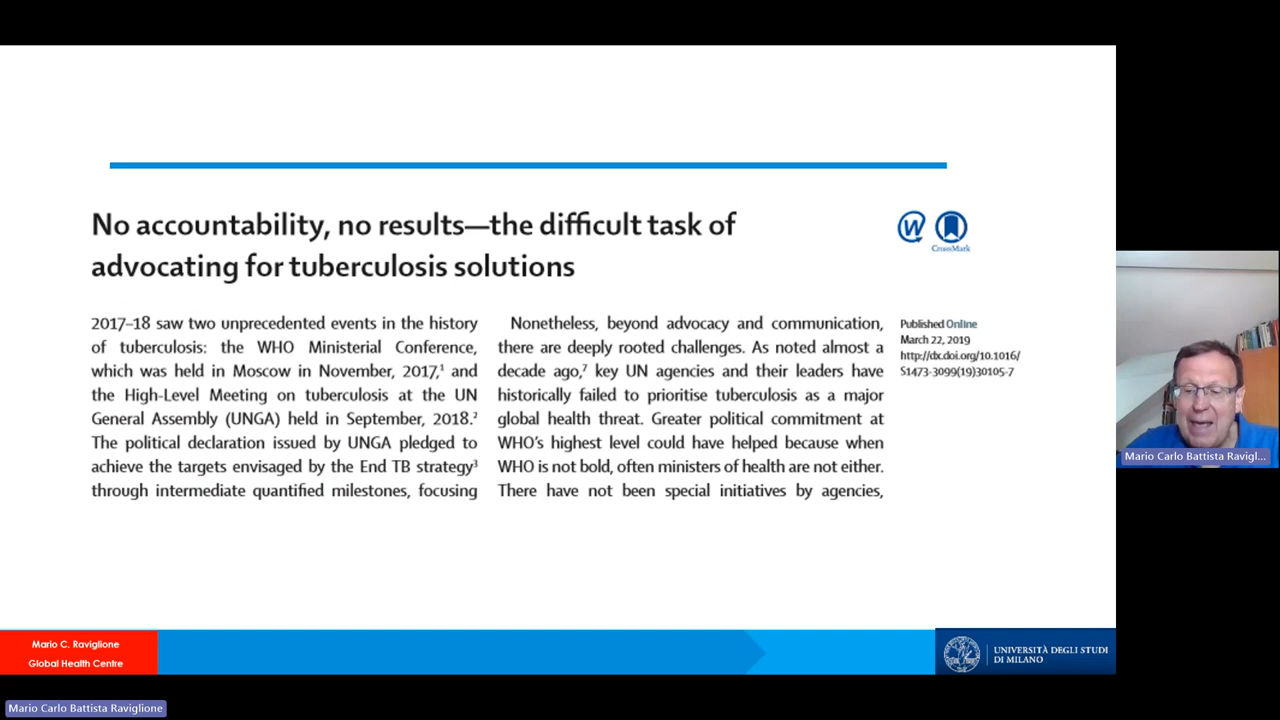 No accountability, no results—the difficult task of
advocating for tuberculosis solutions
W
CrossMark
2017–18 saw two unprecedented events in the history
of tuberculosis: the WHO Ministerial Conference,
which was held in Moscow in November, 2017,¹ and
the High-Level Meeting on tuberculosis at the UN
General Assembly (UNGA) held in September, 2018.²
The political declaration issued by UNGA pledged to
achieve the targets envisaged by the End TB strategy³
through intermediate quantified milestones, focusing
Nonetheless, beyond advocacy and communication,
there are deeply rooted challenges. As noted almost a
decade ago,⁷ key UN agencies and their leaders have
historically failed to prioritise tuberculosis as a major
global health threat. Greater political commitment at
WHO's highest level could have helped because when
WHO is not bold, often ministers of health are not either.
There have not been special initiatives by agencies,
Published Online
March 22, 2019
http://dx.doi.org/10.1016/
S1473-3099(19)30105-7
Mario Carlo Battista Ravigl...
Mario C. Raviglione
Global Health Centre
UNIVERSITÀ DEGLI STUDI
DI MILANO
Mario Carlo Battista Raviglione